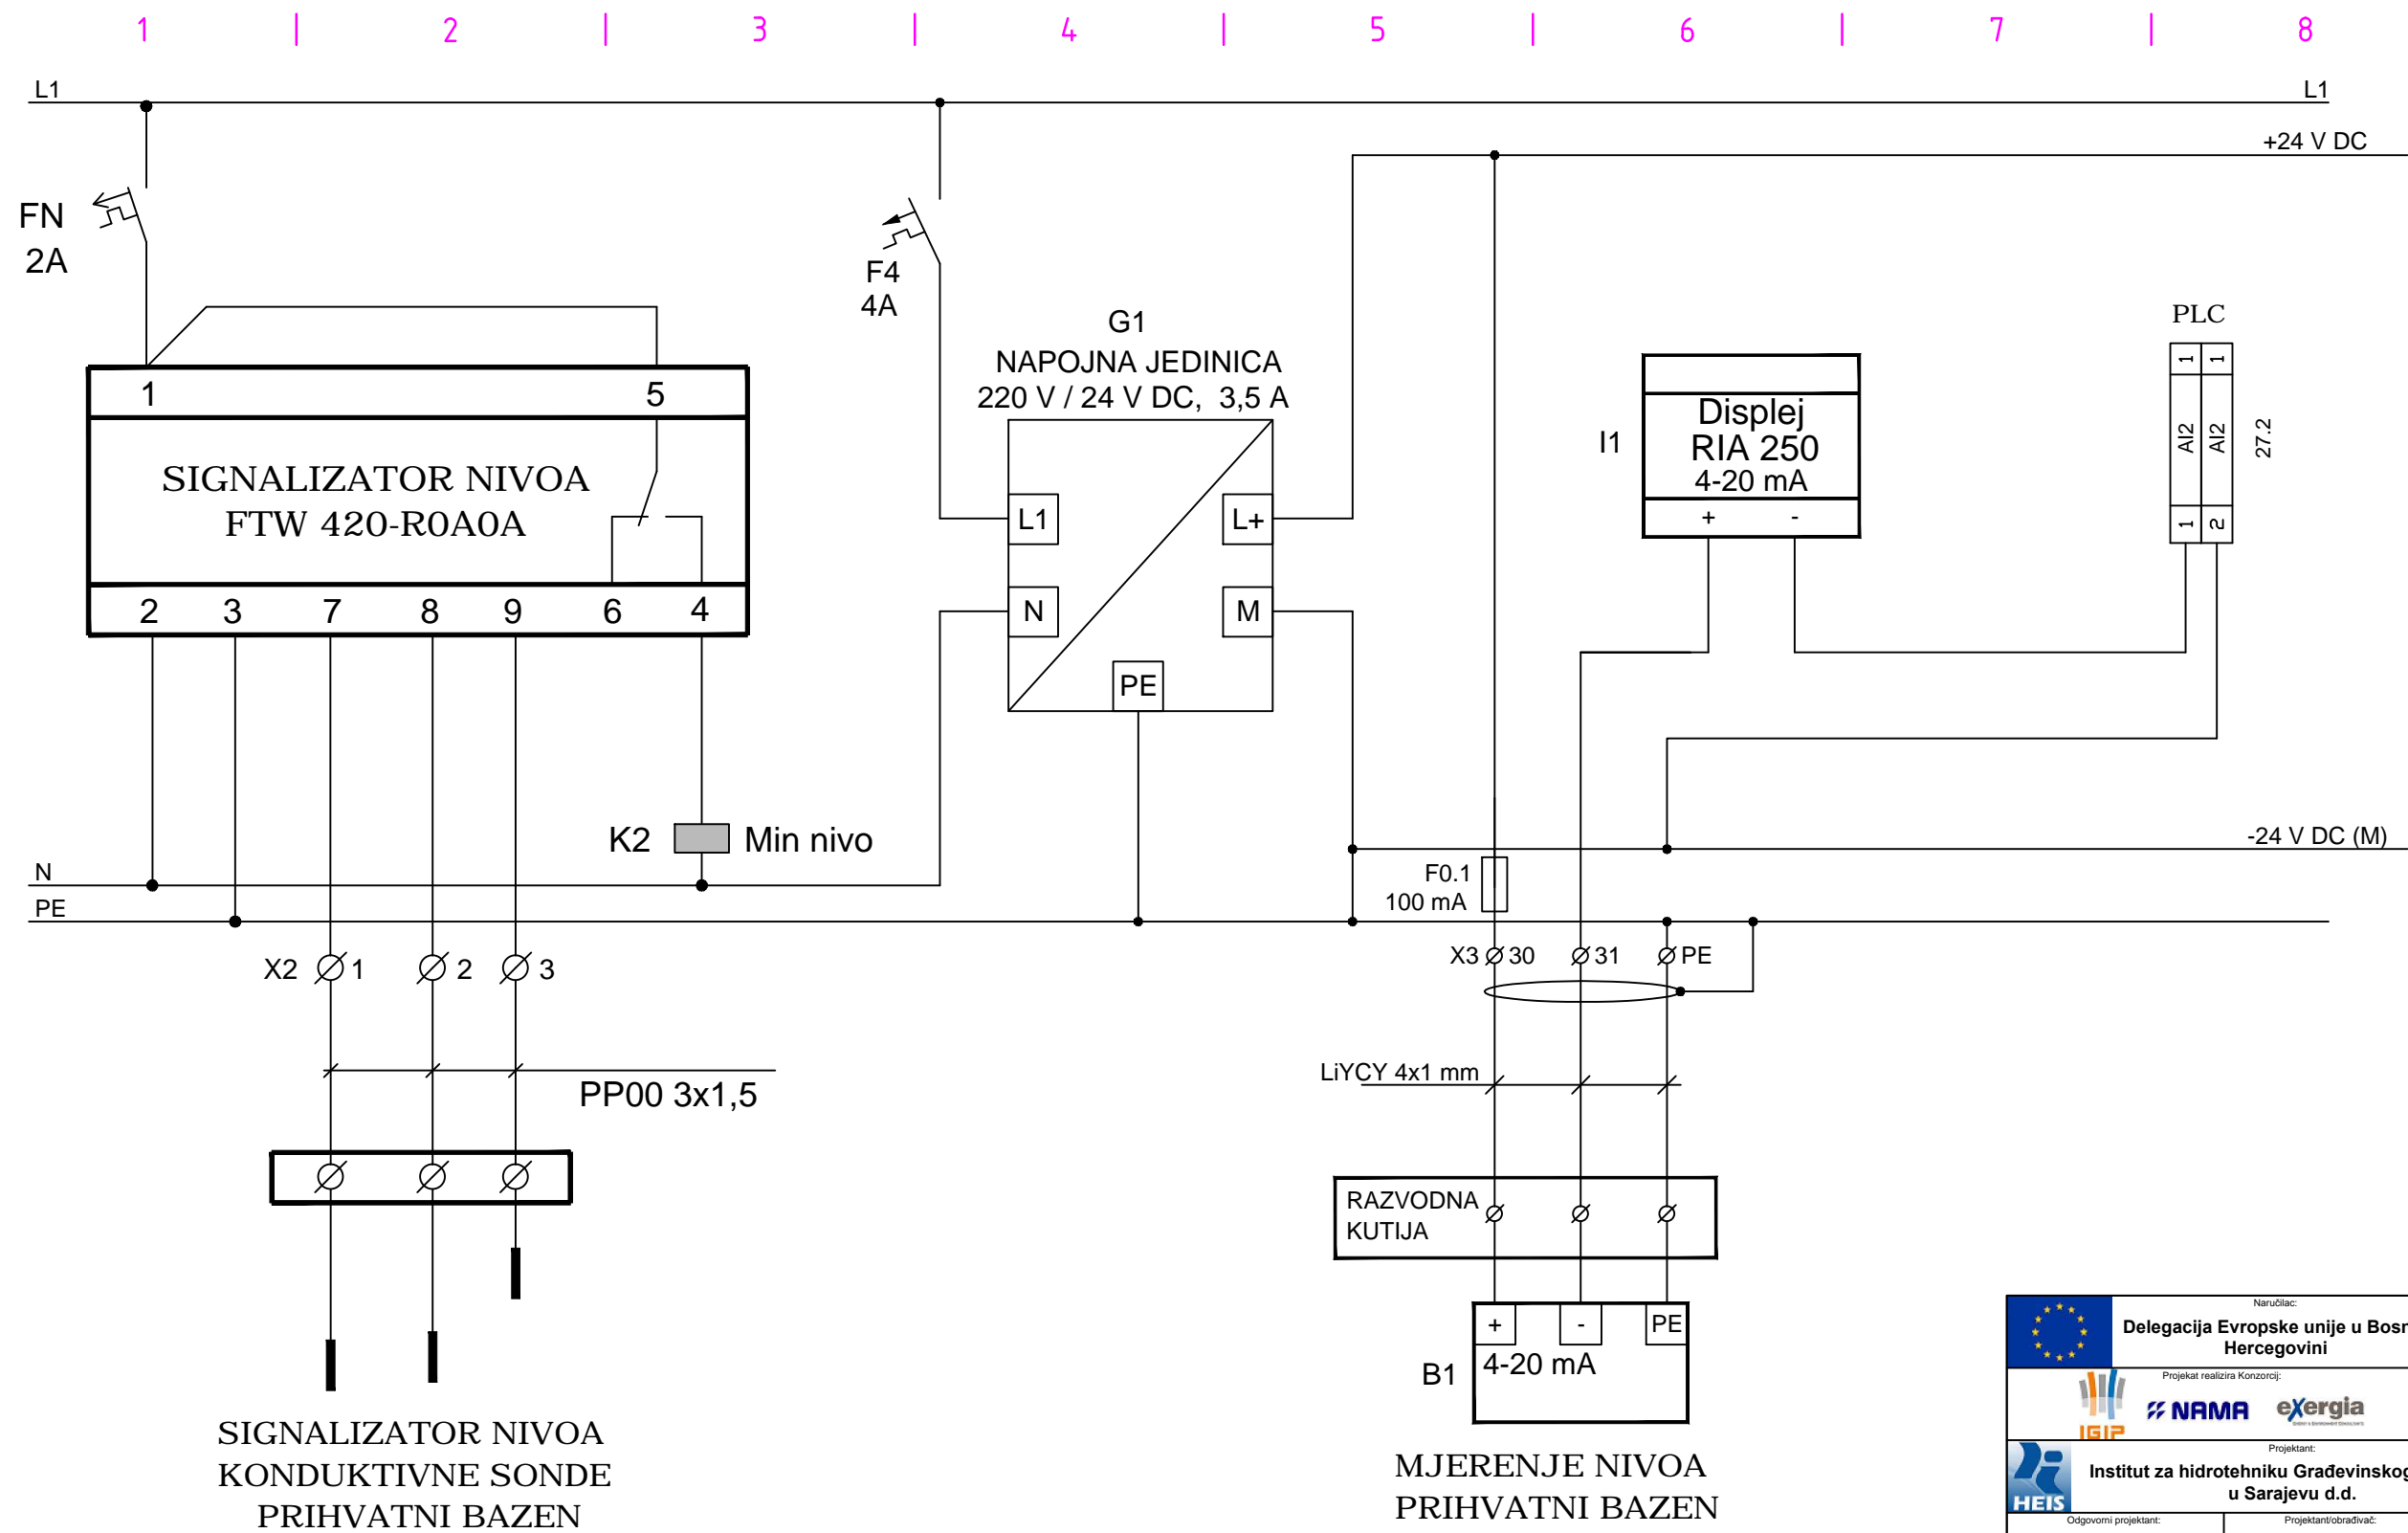 1 2 3 4 5 6 7 8
L1 L1
+24 V DC
FN
2A
F4
4A
G1
NAPOJNA JEDINICA
220 V / 24 V DC, 3,5 A
L1 L+
N M
PE
1 5
SIGNALIZATOR NIVOA
FTW 420-R0A0A
2 3 7 8 9 6 4
I1
Displej
RIA 250
4-20 mA
+ -
PLC
1 1
AI2 AI2
1 2
27.2
K2 Min nivo
-24 V DC (M)
N
PE
F0.1
100 mA
X2 1 2 3
X3 30 31 PE
PP00 3x1,5
LiYCY 4x1 mm
RAZVODNA
KUTIJA
+ - PE
B1 4-20 mA
SIGNALIZATOR NIVOA
KONDUKTIVNE SONDE
PRIHVATNI BAZEN
MJERENJE NIVOA
PRIHVATNI BAZEN
Naručilac:
Delegacija Evropske unije u Bosn
Hercegovini
Projekat realizira Konzorcij:
IGIP NAMA eXergia
Projektant:
HEIS
Institut za hidrotehniku Građevinskog
u Sarajevu d.d.
Odgovorni projektant: Projektant/obrađivač: